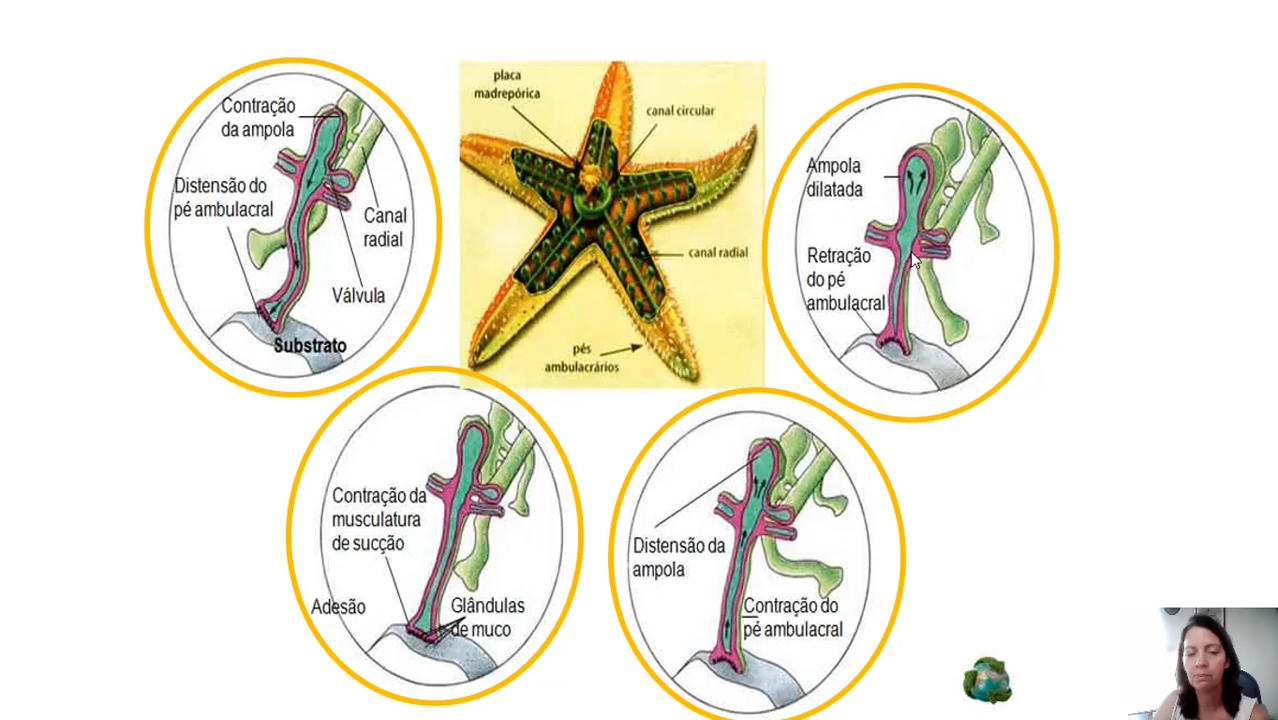 Contração
da ampola
Distensão do
pé ambulacral
Canal
radial
Válvula
Substrato
placa
madrepórica
canal circular
canal radial
pés
ambulacrários
Ampola
dilatada
Retração
do pé
ambulacral
Contração da
musculatura
de sucção
Adesão
Glândulas
de muco
Distensão da
ampola
Contração do
pé ambulacral